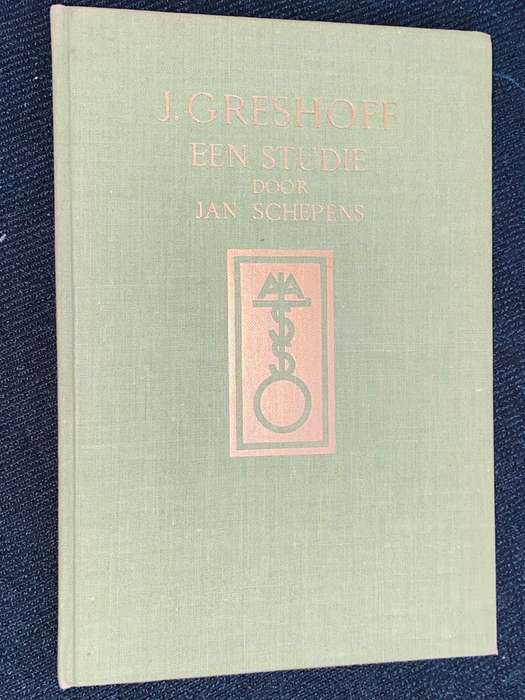 J. GRESHOFF
EEN STUDIE
DOOR
JAN SCHEPENS